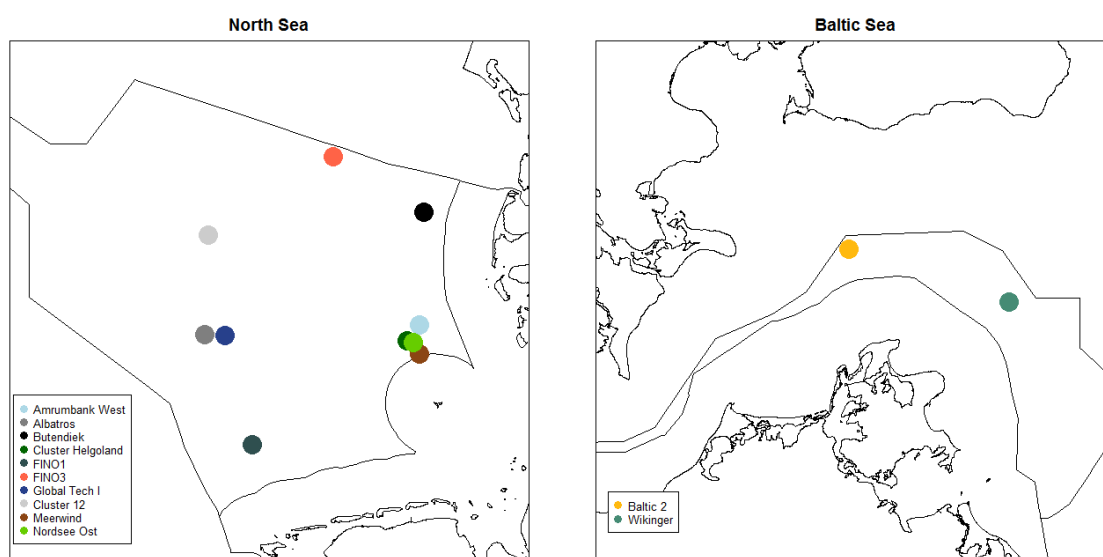 North Sea
Amrumbank West
Albatros
Butendiek
Cluster Helgoland
FINO1
FINO3
Global Tech I
Cluster 12
Meerwind
Nordsee Ost
Baltic Sea
Baltic 2
Wikinger